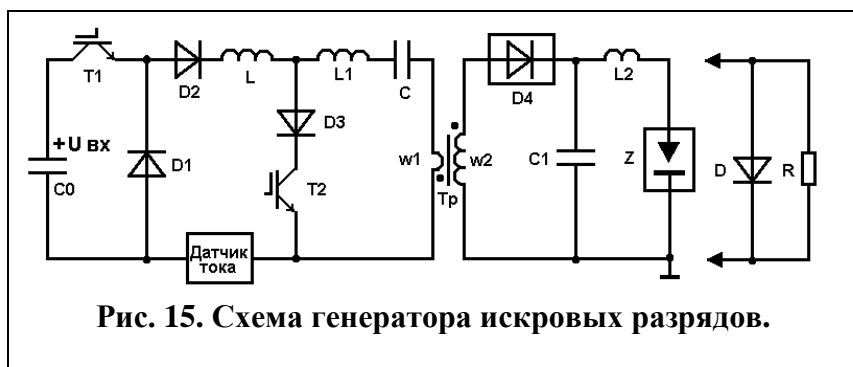 T1
D2
L
L1
C
D4
L2
+U вх
C0
D1
D3
T2
w1
w2
Тр
C1
Z
D
R
Датчик
тока
Рис. 15. Схема генератора искровых разрядов.